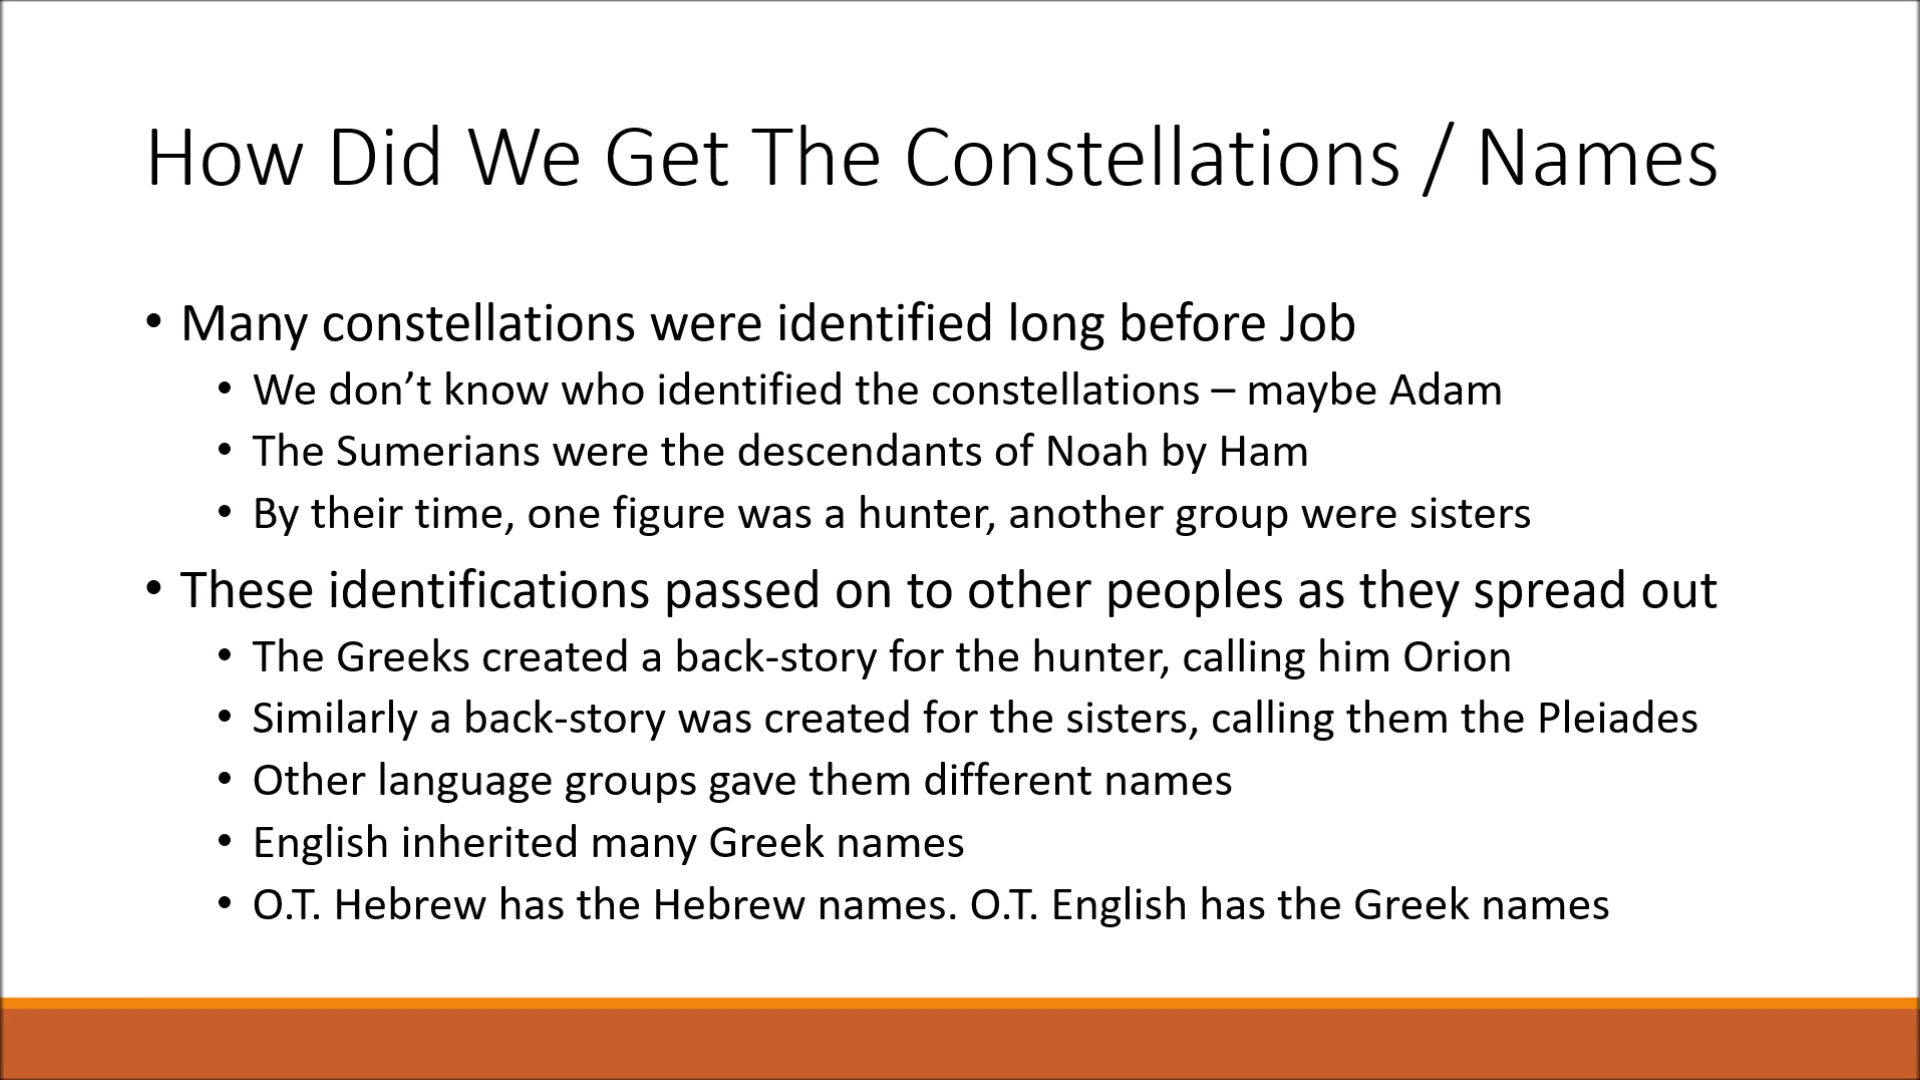 How Did We Get The Constellations / Names
• Many constellations were identified long before Job
• We don’t know who identified the constellations – maybe Adam
• The Sumerians were the descendants of Noah by Ham
• By their time, one figure was a hunter, another group were sisters
• These identifications passed on to other peoples as they spread out
• The Greeks created a back-story for the hunter, calling him Orion
• Similarly a back-story was created for the sisters, calling them the Pleiades
• Other language groups gave them different names
• English inherited many Greek names
• O.T. Hebrew has the Hebrew names. O.T. English has the Greek names